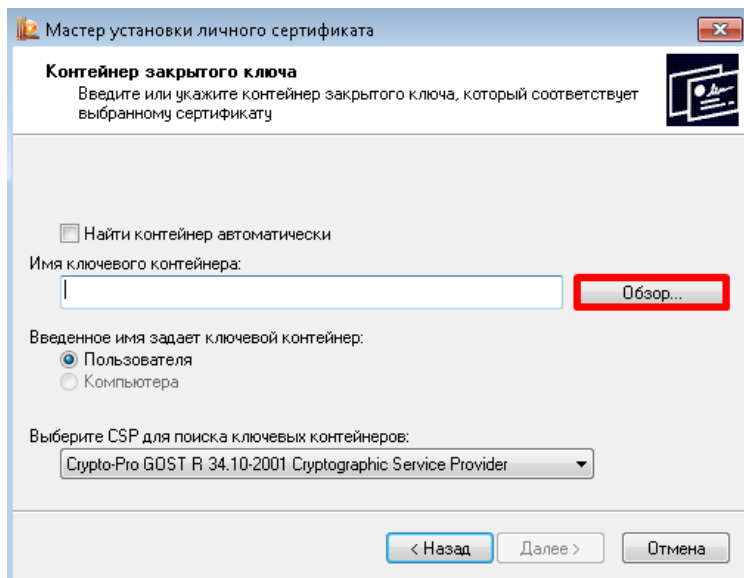 Мастер установки личного сертификата
Контейнер закрытого ключа
Введите или укажите контейнер закрытого ключа, который соответствует
выбранному сертификату
Найти контейнер автоматически
Имя ключевого контейнера:
Обзор...
Введенное имя задает ключевой контейнер:
Пользователя
Компьютера
Выберите CSP для поиска ключевых контейнеров:
Crypto-Pro GOST R 34.10-2001 Cryptographic Service Provider
< Назад
Далее >
Отмена